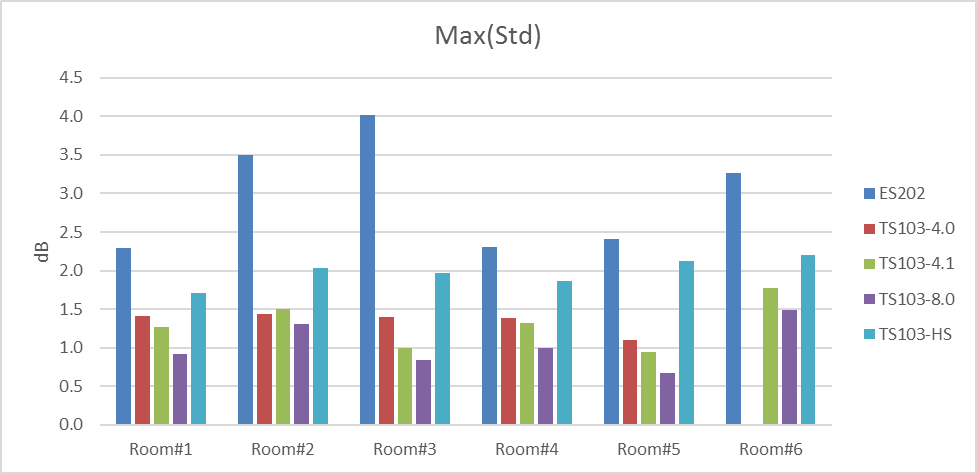 Max(Std)
4.5
4.0
3.5
3.0
2.5
2.0
1.5
1.0
0.5
0.0
dB
Room#1 Room#2 Room#3 Room#4 Room#5 Room#6
ES202
TS103-4.0
TS103-4.1
TS103-8.0
TS103-HS